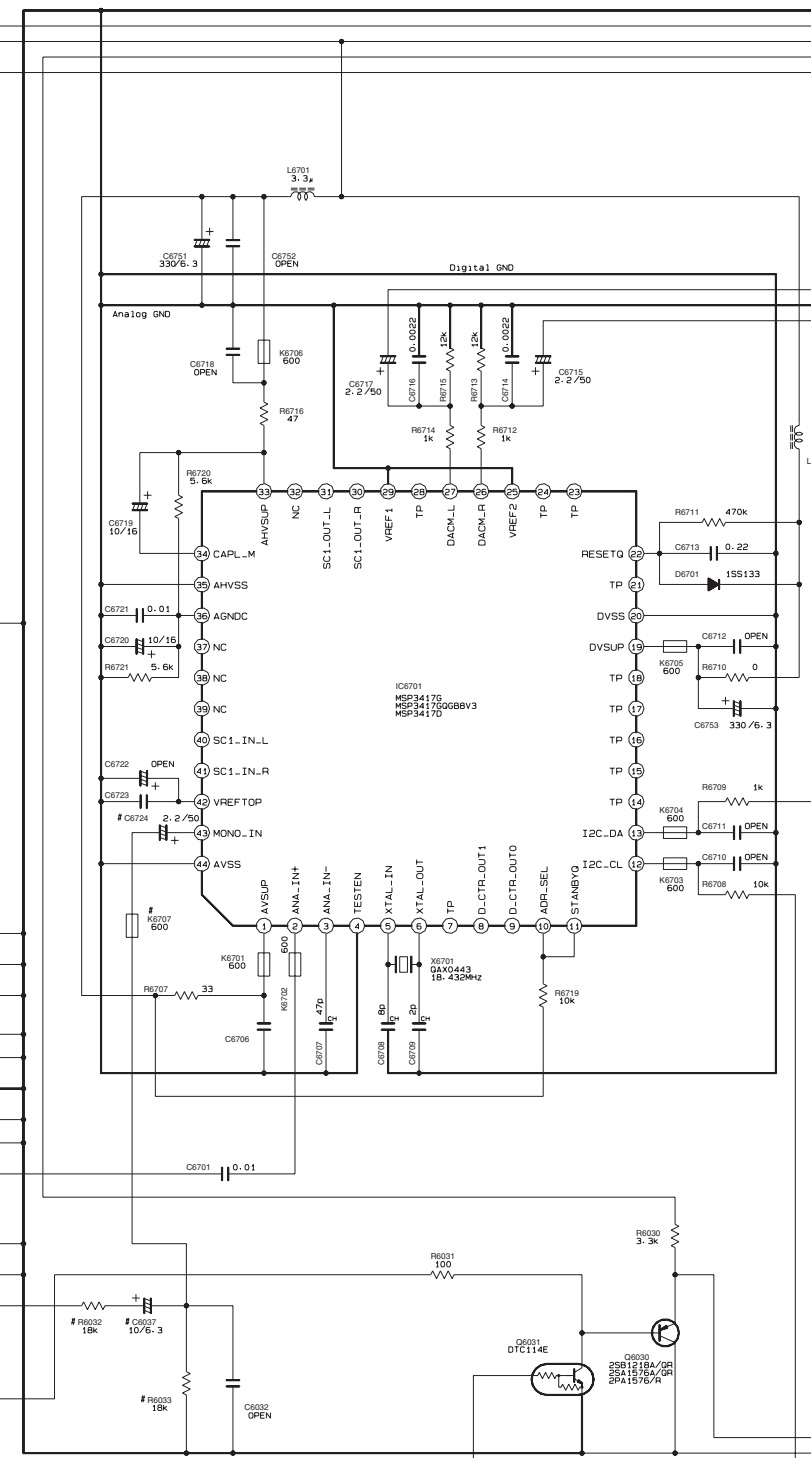 L6701
3.3μ
C6751
330/6.3
C6752
OPEN
Digital GND
Analog GND
C6718
OPEN
K6706
600
R6716
47
C6717
2.2/50
0.0022
C6716
12k
R6715
12k
R6713
0.0022
C6714
C6715
2.2/50
R6714
1k
R6712
1k
L
R6720
5.6k
C6719
10/16
33 32 31 30 29 28 27 26 25 24 23
AHVSUP
NC
SC1_OUT_L
SC1_OUT_R
VREF1
TP
DACM_L
DACM_R
VREF2
TP
TP
R6711 470k
C6713 0.22
D6701 1SS133
34 CAPL_M
35 AHVSS
36 AGNDC
37 NC
38 NC
39 NC
40 SC1_IN_L
41 SC1_IN_R
42 VREFTOP
43 MONO_IN
44 AVSS
RESETQ 22
TP 21
DVSS 20
DVSUP 19
TP 18
TP 17
TP 16
TP 15
TP 14
I2C_DA 13
I2C_CL 12
C6721 0.01
C6720 10/16
R6721 5.6k
IC6701
MSP3417G
MSP3417GQGB8V3
MSP3417D
K6705
600
C6712 OPEN
R6710 0
C6753 330/6.3
C6722 OPEN
C6723
# C6724 2.2/50
R6709 1k
K6704
600
C6711 OPEN
C6710 OPEN
K6703
600
R6708 10k
AVSUP
ANA_IN+
ANA_IN-
TESTEN
XTAL_IN
XTAL_OUT
TP
D_CTR_OUT1
D_CTR_OUT0
ADR_SEL
STANDBYQ
1 2 3 4 5 6 7 8 9 10 11
#
K6707
600
K6701
600
600
K6702
X6701
QAX0443
18.432MHz
R6707 33
47p
CH
C6707
8p
CH
C6708
2p
CH
C6709
R6719
10k
C6706
C6701 0.01
R6030
3.3k
R6031
100
# R6032
18k
# C6037
10/6.3
Q6031
DTC114E
Q6030
2SB1218A/QR
2SA1576A/QR
2PA1576/R
# R6033
18k
C6032
OPEN